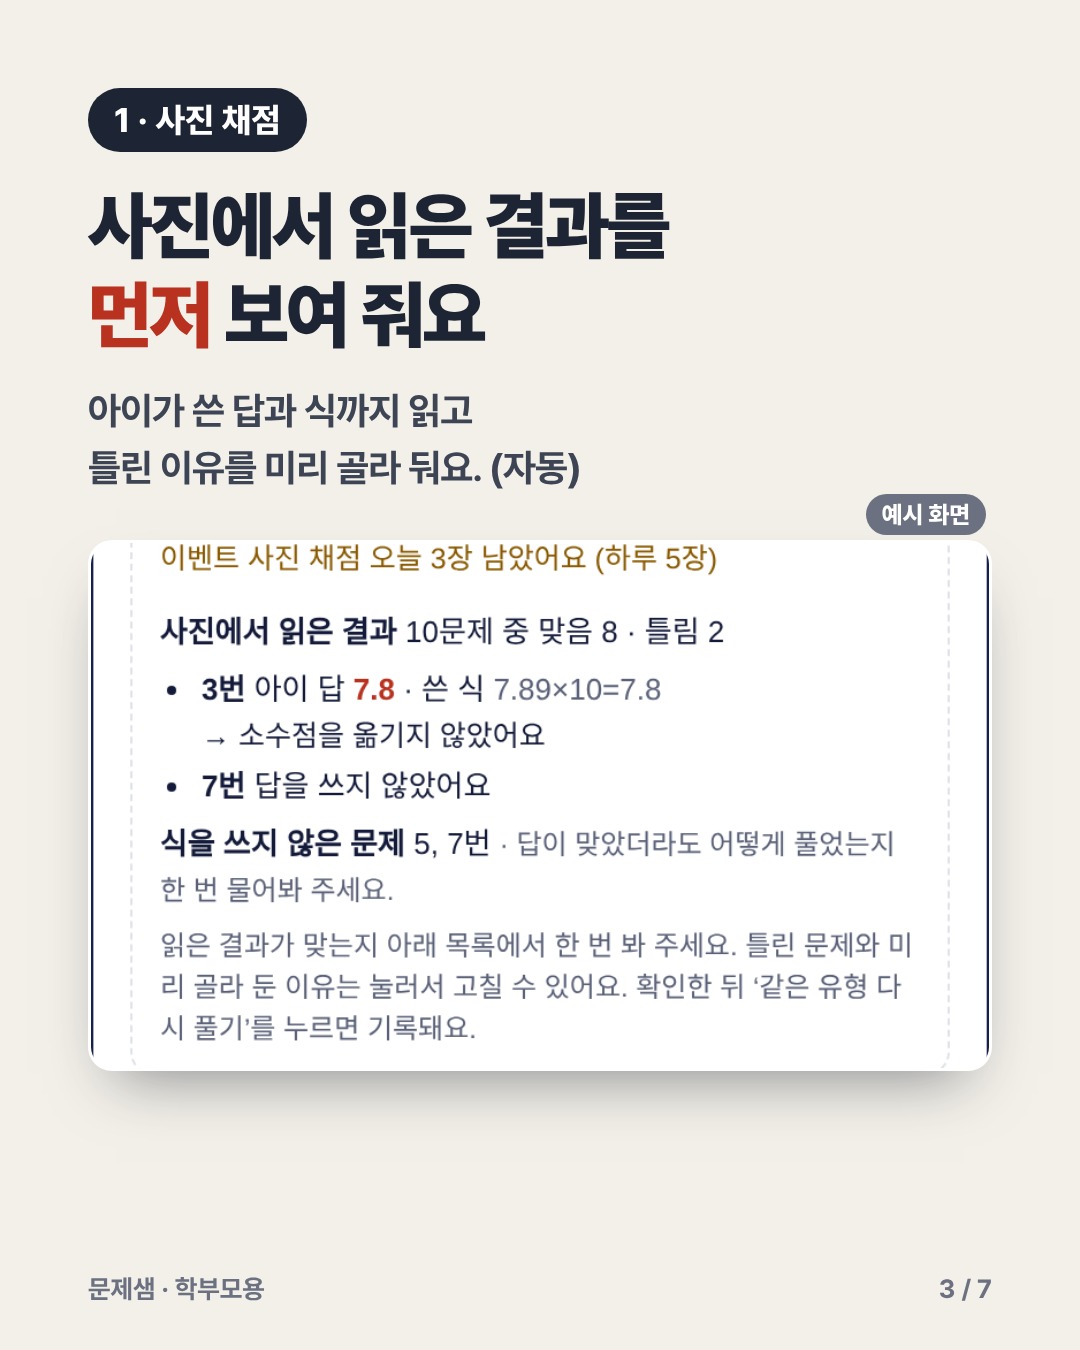 1 · 사진 채점
사진에서 읽은 결과를
먼저 보여 줘요
아이가 쓴 답과 식까지 읽고
틀린 이유를 미리 골라 둬요. (자동)
예시 화면
이벤트 사진 채점 오늘 3장 남았어요 (하루 5장)
사진에서 읽은 결과 10문제 중 맞음 8 · 틀림 2
• 3번 아이 답 7.8 · 쓴 식 7.89×10=7.8
→ 소수점을 옮기지 않았어요
• 7번 답을 쓰지 않았어요
식을 쓰지 않은 문제 5, 7번 · 답이 맞았더라도 어떻게 풀었는지
한 번 물어봐 주세요.
읽은 결과가 맞는지 아래 목록에서 한 번 봐 주세요. 틀린 문제와 미
리 골라 둔 이유는 눌러서 고칠 수 있어요. 확인한 뒤 ‘같은 유형 다
시 풀기’를 누르면 기록돼요.
문제샘 · 학부모용
3 / 7